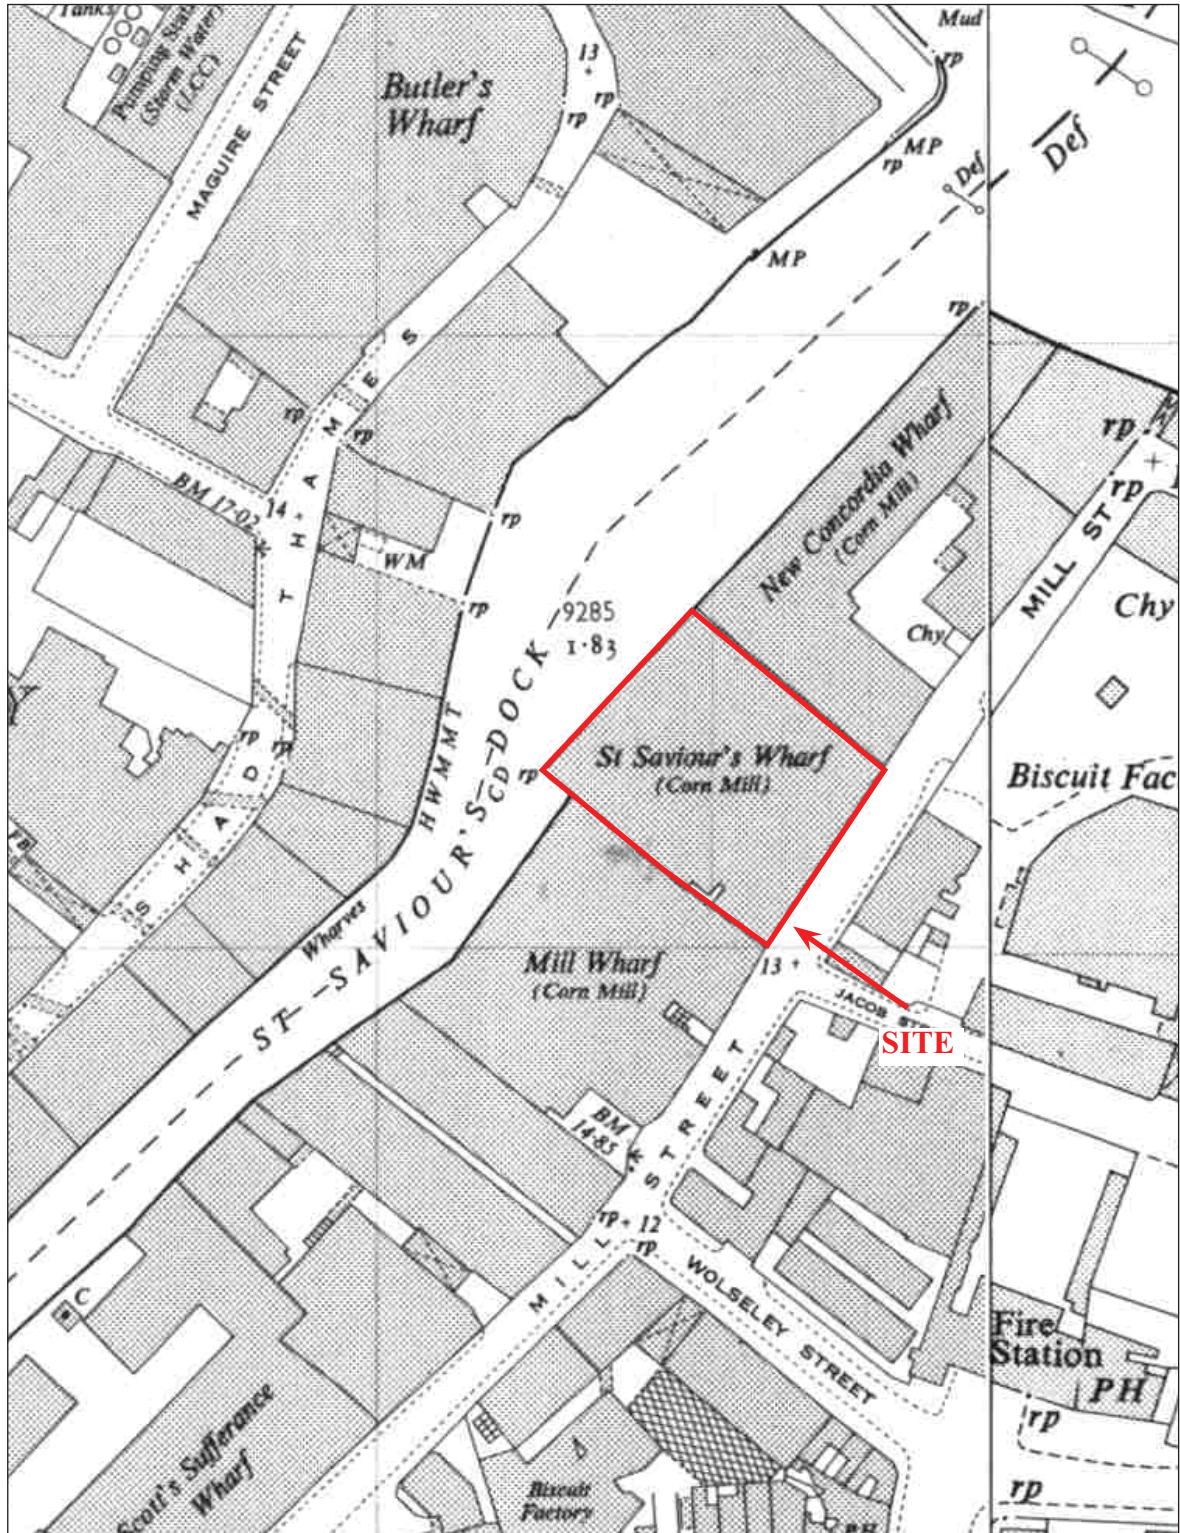 Tanks
Pumping
(Storm Water)
(LCC)
MAGUIRE STREET
Butler's
Wharf
13
rp
rp
Mud
rp
MP
rp
Def
Def
MP
rp
SHAD THAMES
rp
rp
BM 17·02
14
WM
rp
rp
New Concordia Wharf
(Corn Mill)
rp
rp
MILL ST
Chy
Chy
9285
1·83
ST SAVIOUR'S DOCK
CD
HWMMT
rp
rp
rp
St Saviour's Wharf
(Corn Mill)
Biscuit Fac
FB
Wharves
Mill Wharf
(Corn Mill)
13
JACOB
SITE
BM
14·85
MILL STREET
rp
12
rp
WOLSELEY STREET
C
Fire
Station
PH
rp
rp
Scott's Sufferance
Wharf
Biscuit
Factory
PH